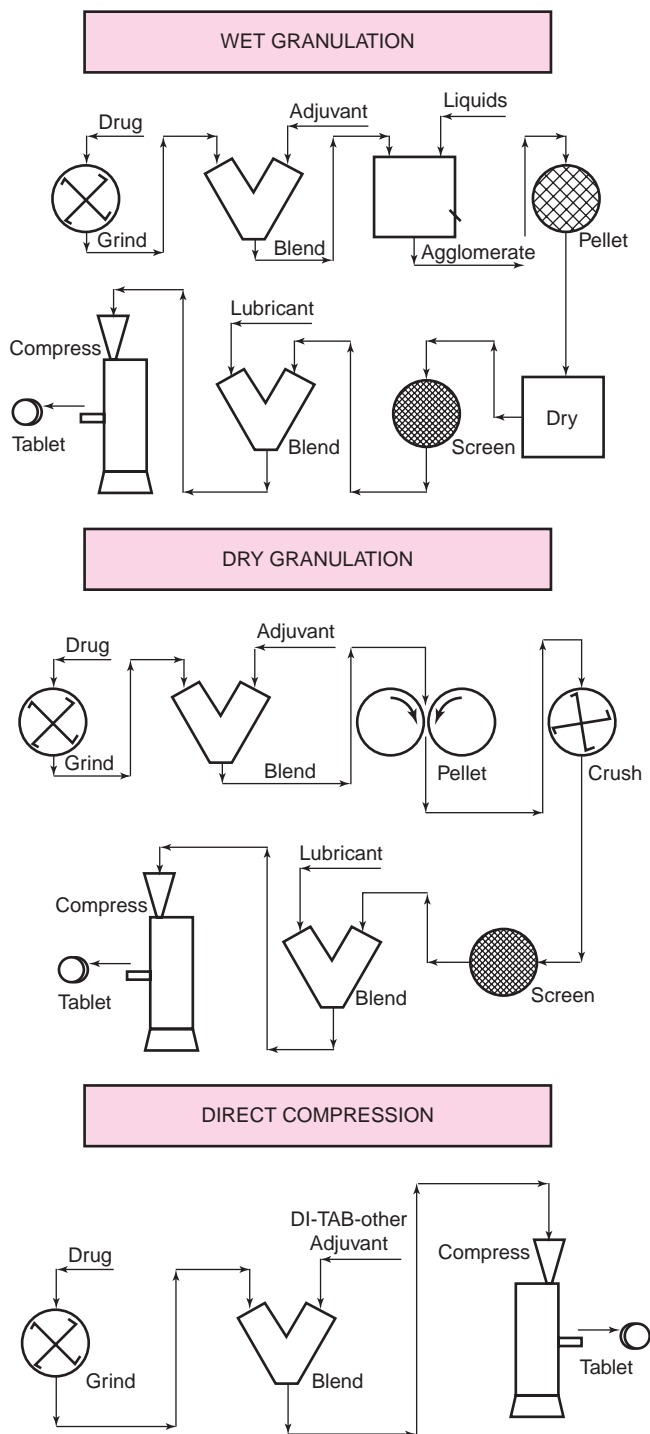 WET GRANULATION
Drug
Adjuvant
Liquids
Grind
Blend
Agglomerate
Pellet
Lubricant
Compress
Tablet
Blend
Screen
Dry
DRY GRANULATION
Drug
Adjuvant
Grind
Blend
Pellet
Crush
Lubricant
Compress
Tablet
Blend
Screen
DIRECT COMPRESSION
DI-TAB-other
Adjuvant
Drug
Compress
Grind
Blend
Tablet